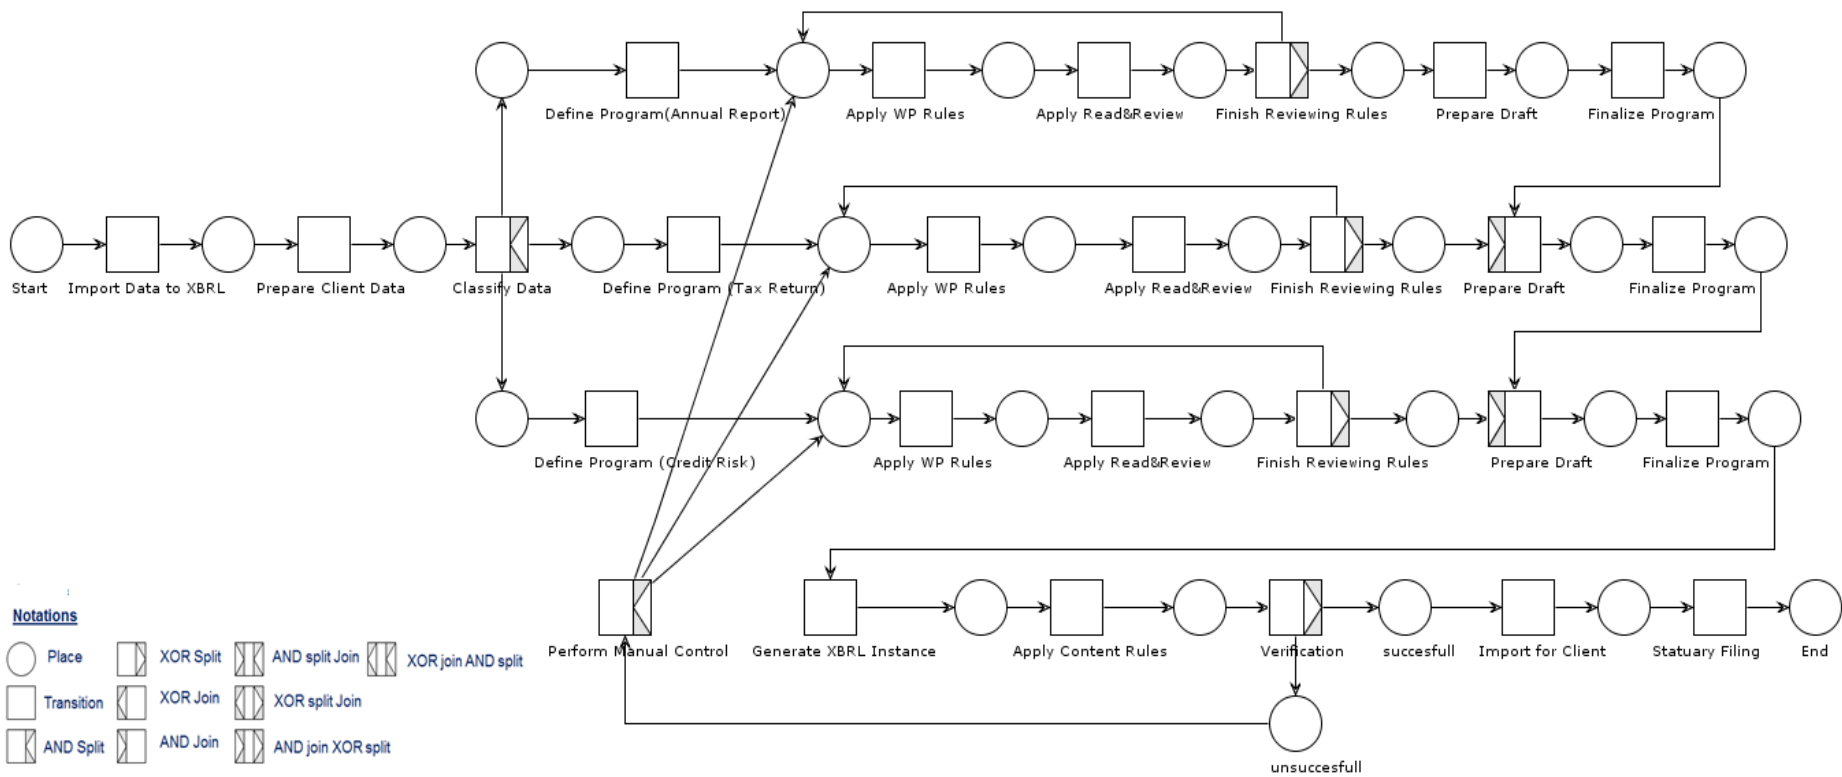 Define Program(Annual Report)
Apply WP Rules
Apply Read&Review
Finish Reviewing Rules
Prepare Draft
Finalize Program
Start
Import Data to XBRL
Prepare Client Data
Classify Data
Define Program (Tax Return)
Apply WP Rules
Apply Read&Review
Finish Reviewing Rules
Prepare Draft
Finalize Program
Define Program (Credit Risk)
Apply WP Rules
Apply Read&Review
Finish Reviewing Rules
Prepare Draft
Finalize Program
Perform Manual Control
Generate XBRL Instance
Apply Content Rules
Verification
succesfull
Import for Client
Statuary Filing
End
unsuccesfull
Notations
Place
XOR Split
AND split Join
XOR join AND split
Transition
XOR Join
XOR split Join
AND Split
AND Join
AND join XOR split